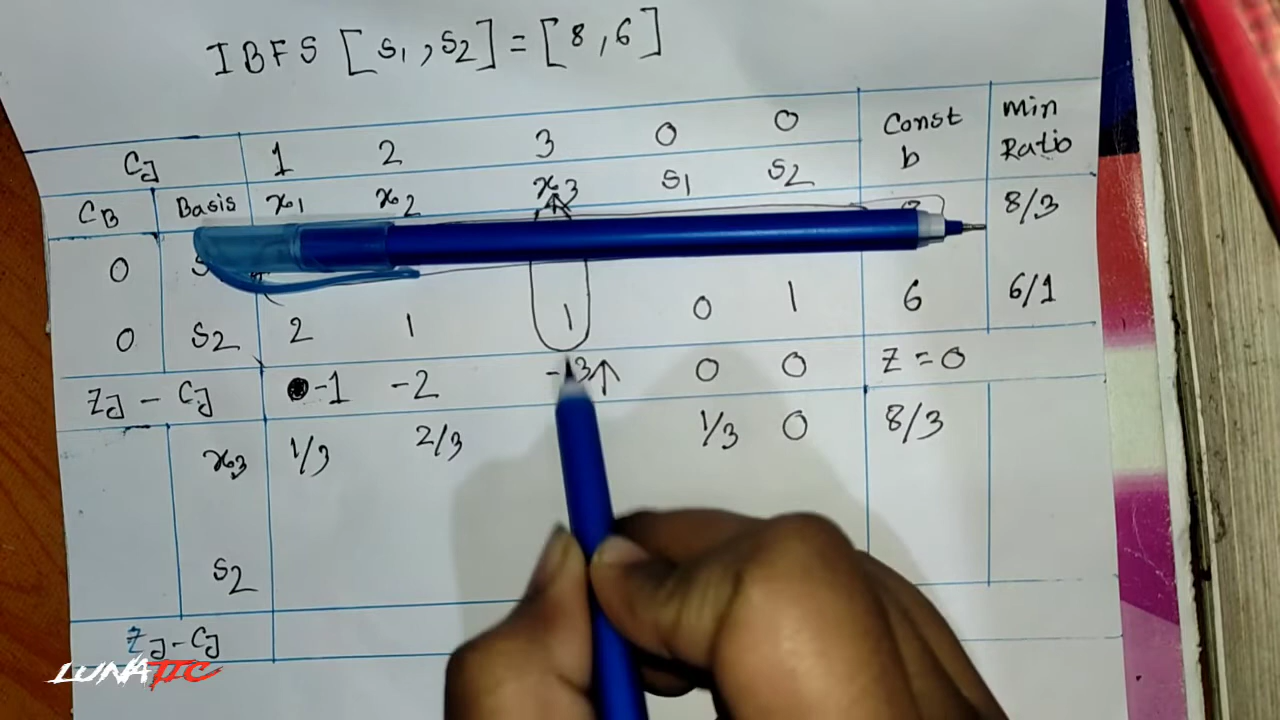 IBFS [s1, s2] = [8, 6]
CJ 1 2 3 0 0 Const b Min Ratio
CB Basis x1 x2 x3 s1 s2
0 8/3
0 s2 2 1 1 0 1 6 6/1
ZJ - CJ -1 -2 -3↑ 0 0 Z = 0
x3 1/3 2/3 1/3 0 8/3
s2
ZJ - CJ
LUNATIC